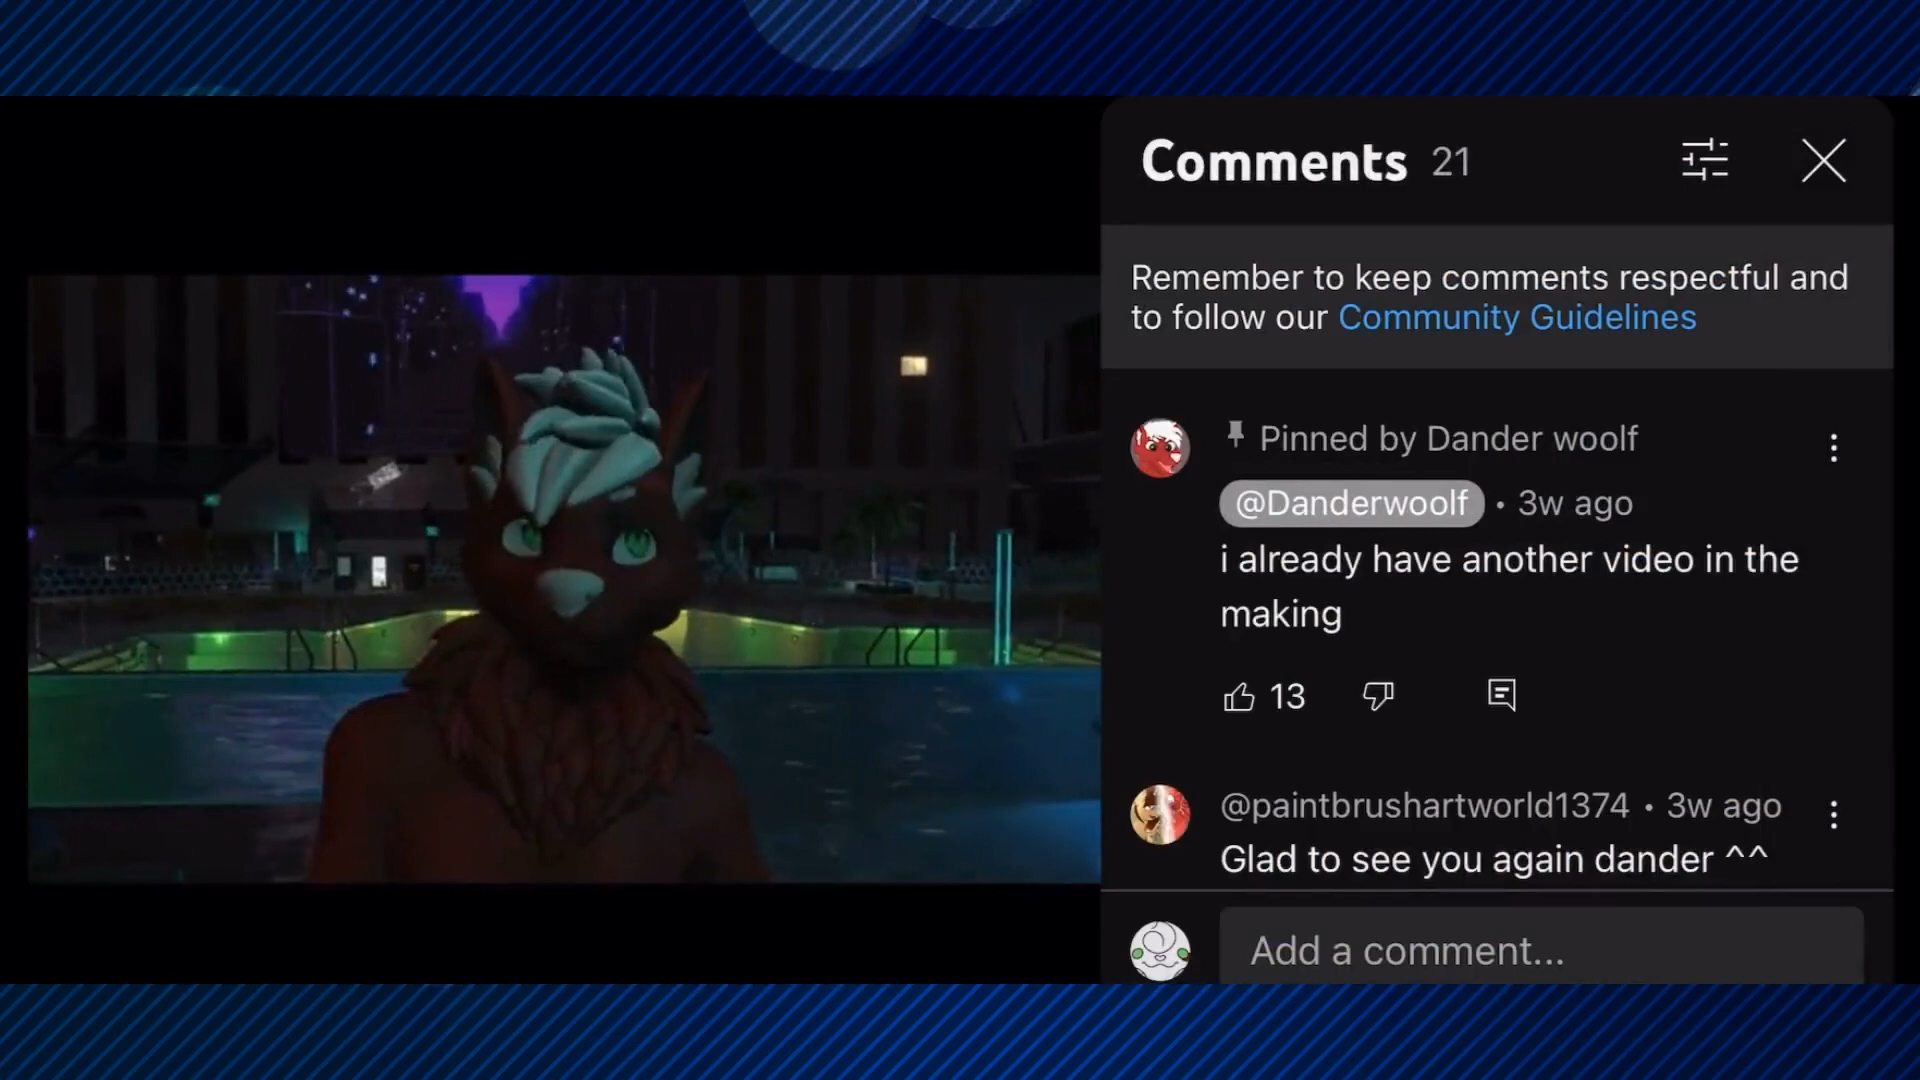 Comments 21
Remember to keep comments respectful and
to follow our Community Guidelines
Pinned by Dander woolf
@Danderwoolf • 3w ago
i already have another video in the
making
13
@paintbrushartworld1374 • 3w ago
Glad to see you again dander ^^
Add a comment...